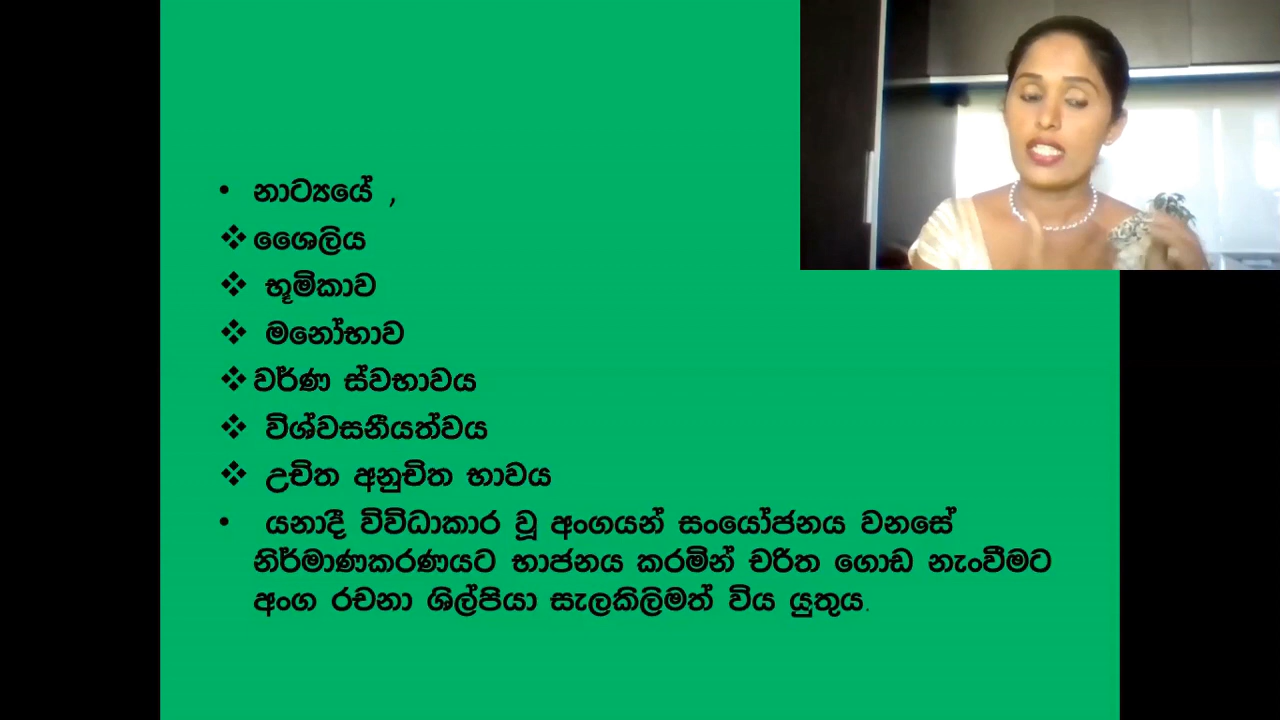 • නාට්‍යයේ ,
❖ ශෛලිය
❖ භූමිකාව
❖ මනෝභාව
❖ වර්ණ ස්වභාවය
❖ විශ්වසනීයත්වය
❖ උචිත අනුචිත භාවය
• යනාදී විවිධාකාර වූ අංගයන් සංයෝජනය වනසේ
නිර්මාණකරණයට භාජනය කරමින් චරිත ගොඩ නැංවීමට
අංග රචනා ශිල්පියා සැලකිලිමත් විය යුතුය.